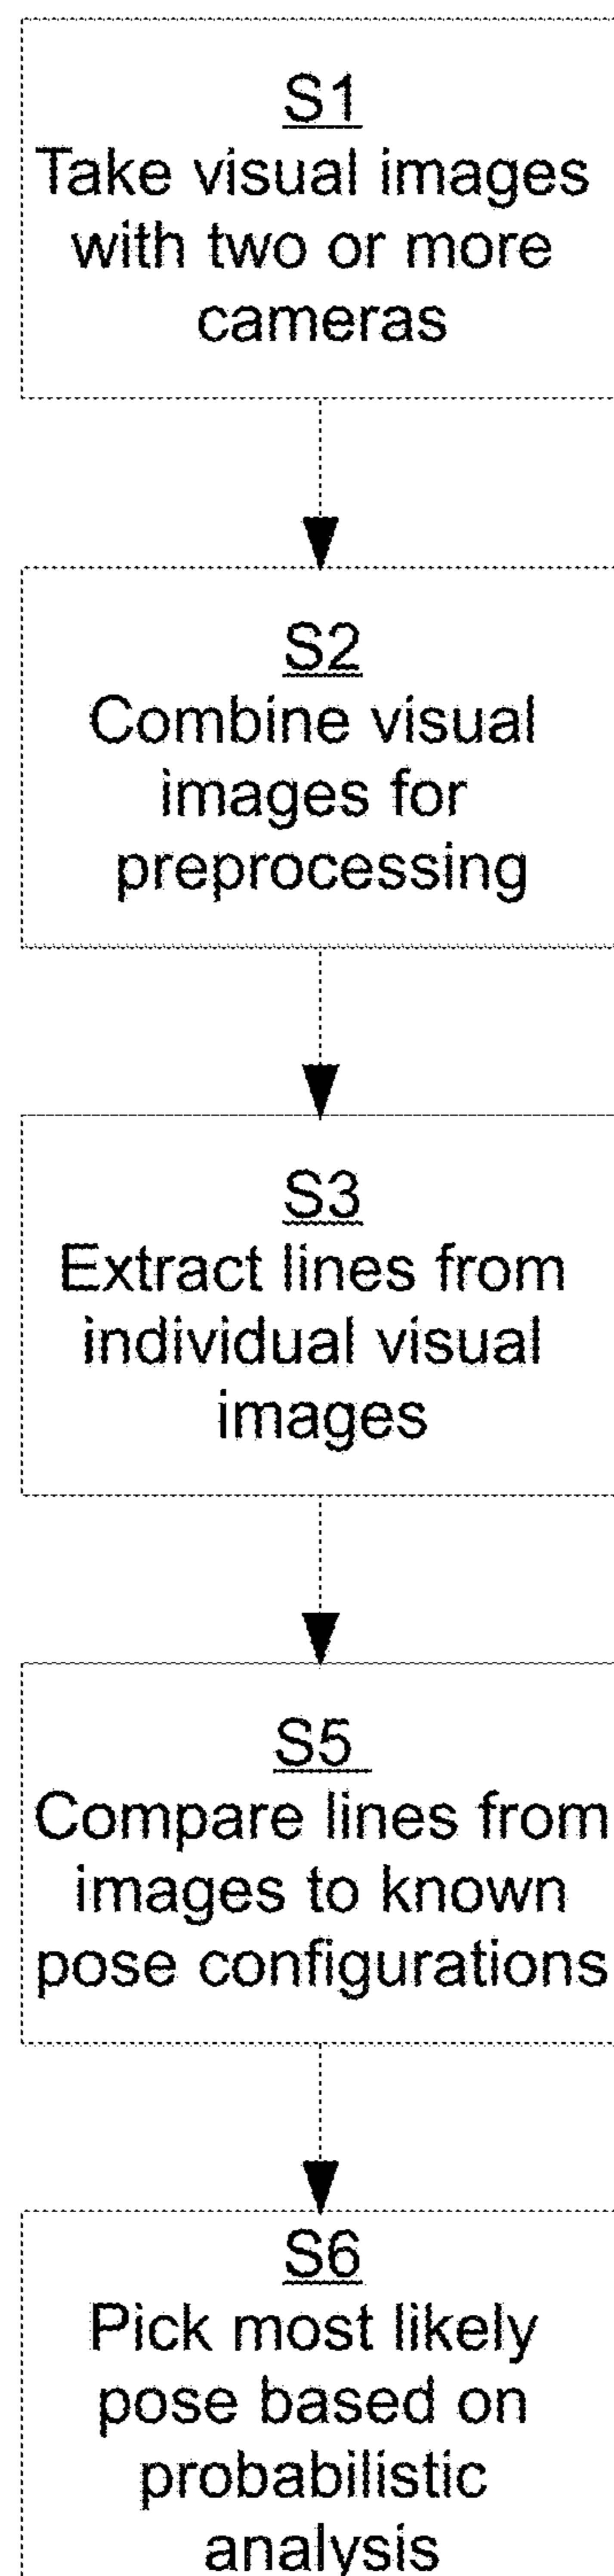 S1
Take visual images
with two or more
cameras
S2
Combine visual
images for
preprocessing
S3
Extract lines from
individual visual
images
S5
Compare lines from
images to known
pose configurations
S6
Pick most likely
pose based on
probabilistic
analysis